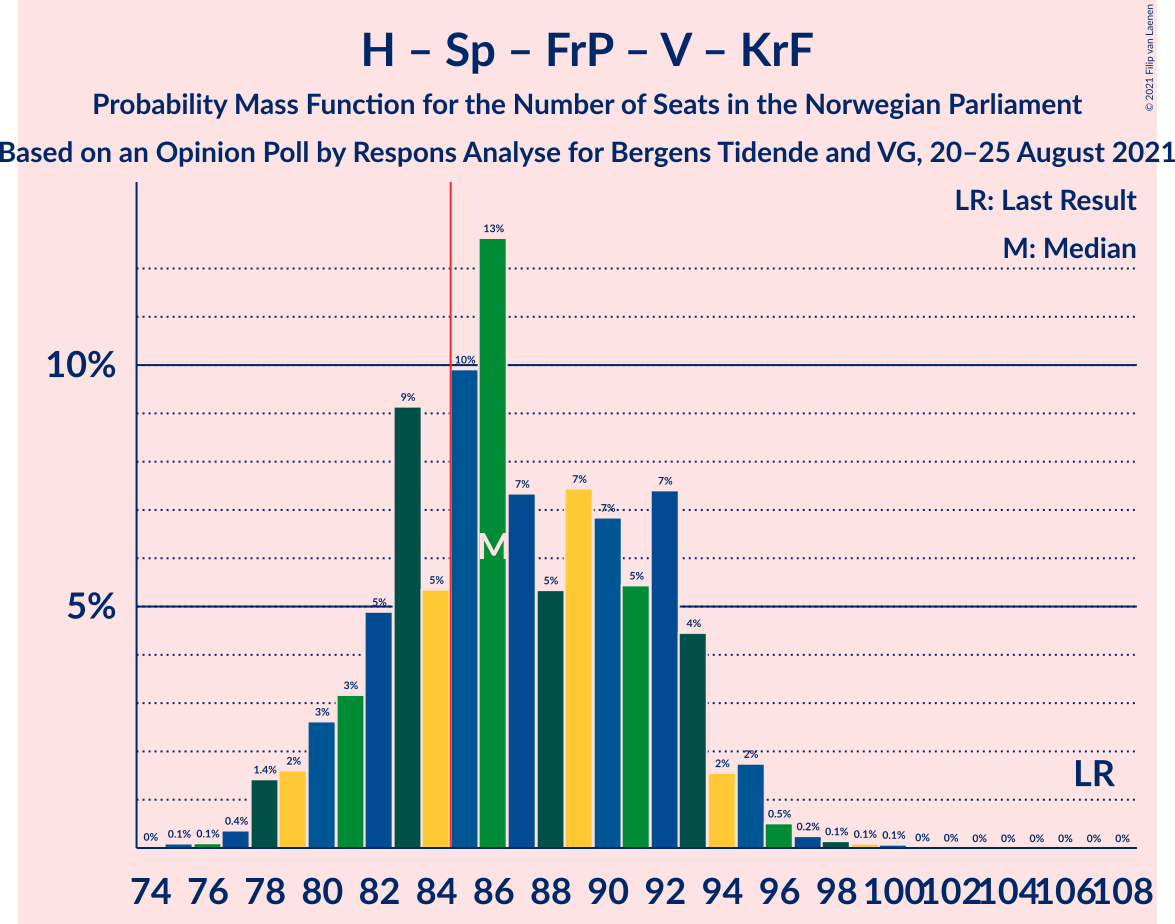 H – Sp – FrP – V – KrF
Probability Mass Function for the Number of Seats in the Norwegian Parliament
Based on an Opinion Poll by Respons Analyse for Bergens Tidende and VG, 20–25 August 2021
© 2021 Filip van Laenen
LR: Last Result
M: Median
10%
5%
0% 0.1% 0.1% 0.4% 1.4% 2% 3% 3% 5% 9% 5% 10% 13% 7% 5% 7% 7% 5% 7% 4% 2% 2% 0.5% 0.2% 0.1% 0.1% 0.1% 0% 0% 0% 0% 0% 0% 0% 0%
M
LR
74 76 78 80 82 84 86 88 90 92 94 96 98 100 102 104 106 108